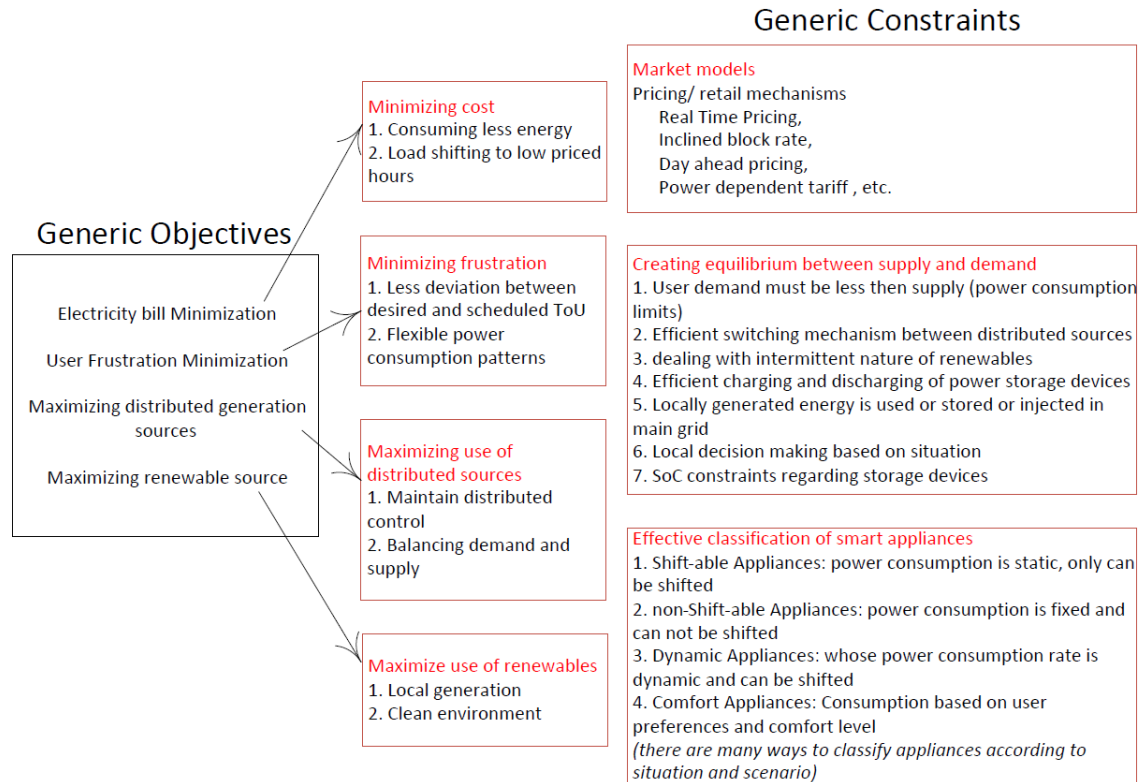 Generic Objectives
Electricity bill Minimization
User Frustration Minimization
Maximizing distributed generation
sources
Maximizing renewable source
Minimizing cost
1. Consuming less energy
2. Load shifting to low priced
hours
Minimizing frustration
1. Less deviation between
desired and scheduled ToU
2. Flexible power
consumption patterns
Maximizing use of
distributed sources
1. Maintain distributed
control
2. Balancing demand and
supply
Maximize use of renewables
1. Local generation
2. Clean environment
Generic Constraints
Market models
Pricing/ retail mechanisms
Real Time Pricing,
Inclined block rate,
Day ahead pricing,
Power dependent tariff , etc.
Creating equilibrium between supply and demand
1. User demand must be less then supply (power consumption
limits)
2. Efficient switching mechanism between distributed sources
3. dealing with intermittent nature of renewables
4. Efficient charging and discharging of power storage devices
5. Locally generated energy is used or stored or injected in
main grid
6. Local decision making based on situation
7. SoC constraints regarding storage devices
Effective classification of smart appliances
1. Shift-able Appliances: power consumption is static, only can
be shifted
2. non-Shift-able Appliances: power consumption is fixed and
can not be shifted
3. Dynamic Appliances: whose power consumption rate is
dynamic and can be shifted
4. Comfort Appliances: Consumption based on user
preferences and comfort level
(there are many ways to classify appliances according to
situation and scenario)